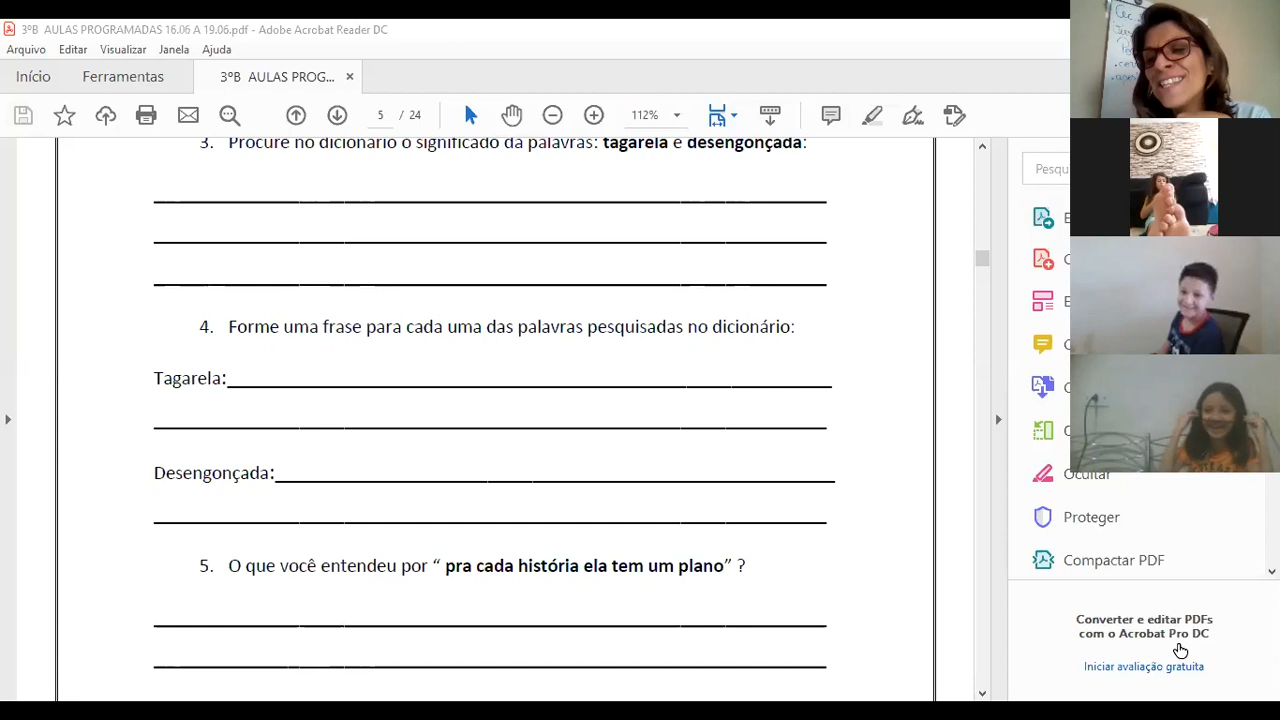 3ºB AULAS PROGRAMADAS 16.06 A 19.06.pdf - Adobe Acrobat Reader DC
Arquivo Editar Visualizar Janela Ajuda
Início Ferramentas 3ºB AULAS PROG... ×
5 / 24 112%
3. Procure no dicionário o significado da palavras: tagarela e desengonçada:
4. Forme uma frase para cada uma das palavras pesquisadas no dicionário:
Tagarela:
Desengonçada:
5. O que você entendeu por “ pra cada história ela tem um plano” ?
Pesqui
Ocultar
Proteger
Compactar PDF
Converter e editar PDFs
com o Acrobat Pro DC
Iniciar avaliação gratuita